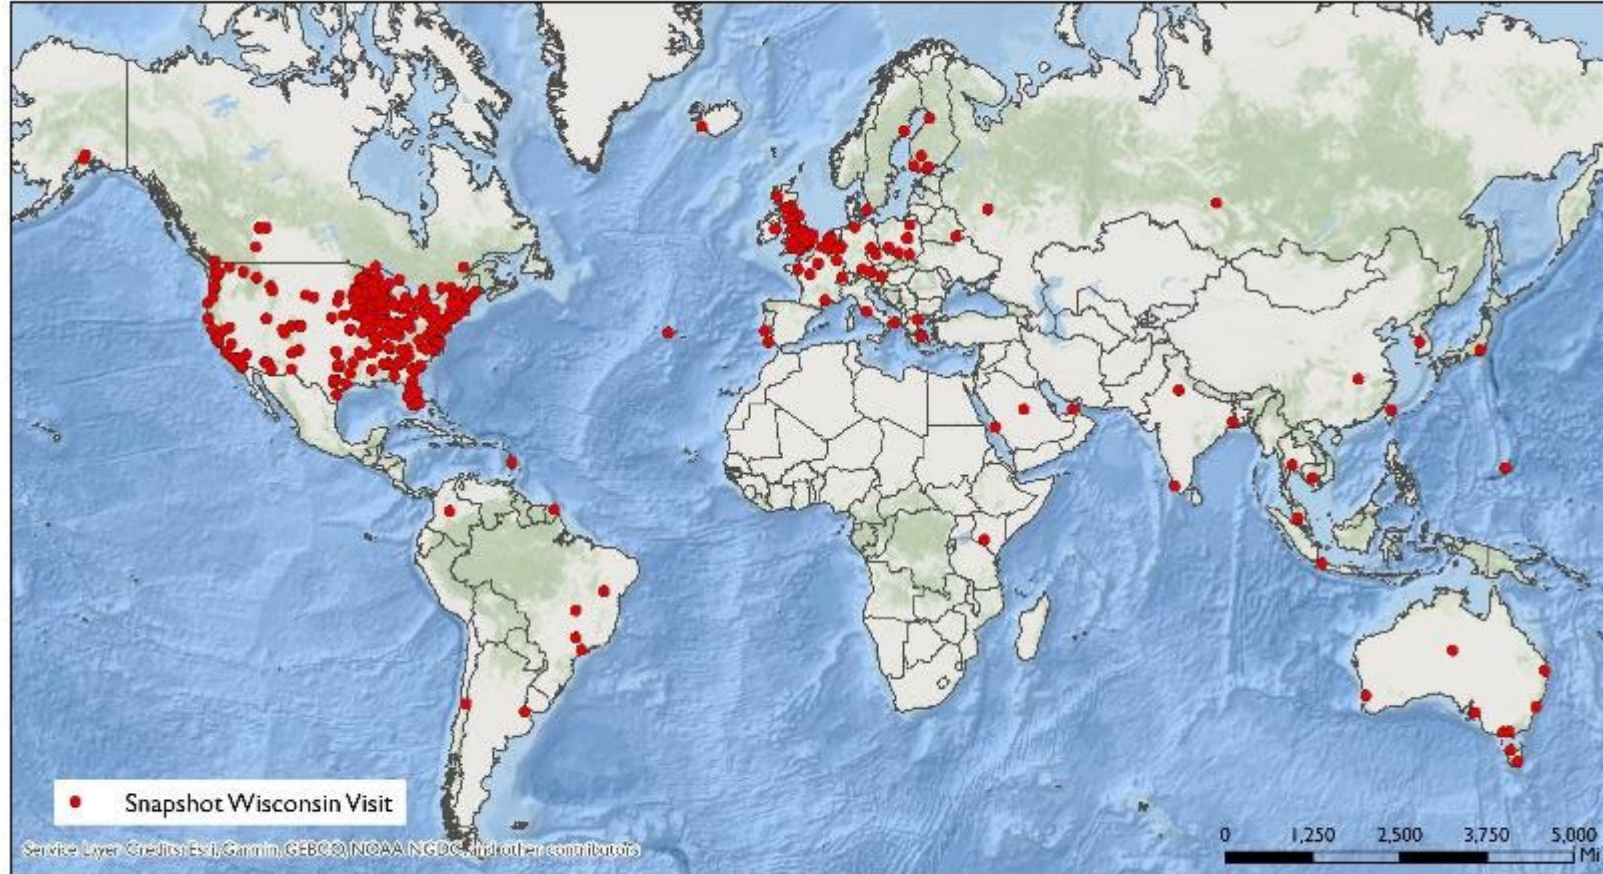 Snapshot Wisconsin Visit
Service Layer Credits: Esri, Garmin, GEBCO, NOAA NGDC, and other contributors
0 1,250 2,500 3,750 5,000
Mi